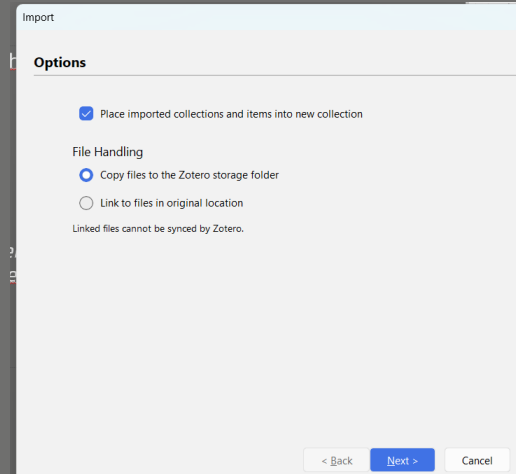 Import
Options
Place imported collections and items into new collection
File Handling
Copy files to the Zotero storage folder
Link to files in original location
Linked files cannot be synced by Zotero.
< Back
Next >
Cancel